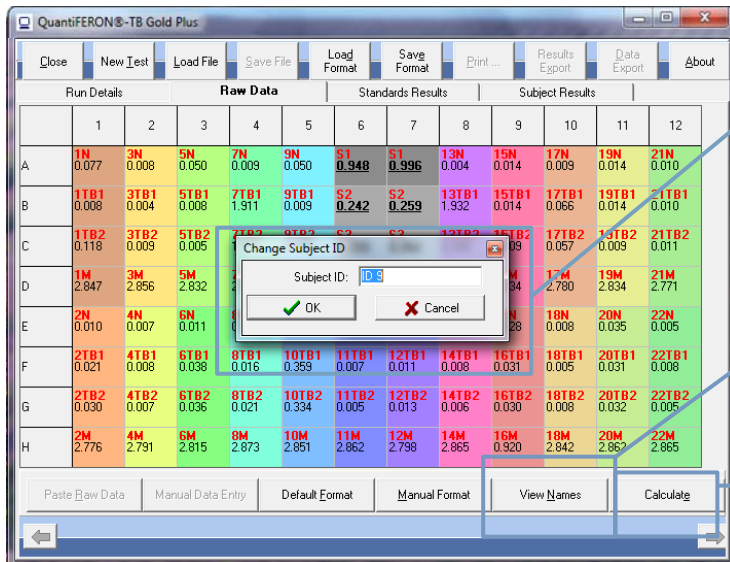 QuantiFERON®-TB Gold Plus
Close New Test Load File Save File Load Format Save Format Print ... Results Export Data Export About
Run Details Raw Data Standards Results Subject Results
1 2 3 4 5 6 7 8 9 10 11 12
1N 3N 5N 7N 9N S1 S1 13N 15N 17N 19N 21N
A 0.077 0.008 0.050 0.009 0.050 0.948 0.996 0.004 0.014 0.009 0.014 0.010
1TB1 3TB1 5TB1 7TB1 9TB1 S2 S2 13TB1 15TB1 17TB1 19TB1 21TB1
B 0.008 0.004 0.008 1.911 0.009 0.242 0.259 1.932 0.014 0.066 0.014 0.010
1TB2 3TB2 5TB2 17TB2 19TB2 21TB2
C 0.118 0.009 0.005 0.057 0.009 0.011
Change Subject ID
Subject ID: ID 9
OK Cancel
1M 3M 5M 17M 19M 21M
D 2.847 2.856 2.832 2.780 2.834 2.771
2N 4N 6N 18N 20N 22N
E 0.010 0.007 0.011 0.008 0.035 0.005
2TB1 4TB1 6TB1 8TB1 10TB1 11TB1 12TB1 14TB1 16TB1 18TB1 20TB1 22TB1
F 0.021 0.008 0.038 0.016 0.359 0.007 0.011 0.008 0.031 0.005 0.031 0.008
2TB2 4TB2 6TB2 8TB2 10TB2 11TB2 12TB2 14TB2 16TB2 18TB2 20TB2 22TB2
G 0.030 0.007 0.036 0.021 0.334 0.005 0.013 0.006 0.030 0.008 0.032 0.005
2M 4M 6M 8M 10M 11M 12M 14M 16M 18M 20M 22M
H 2.776 2.791 2.815 2.873 2.851 2.862 2.798 2.865 0.920 2.842 2.862 2.865
Paste Raw Data Manual Data Entry Default Format Manual Format View Names Calculate